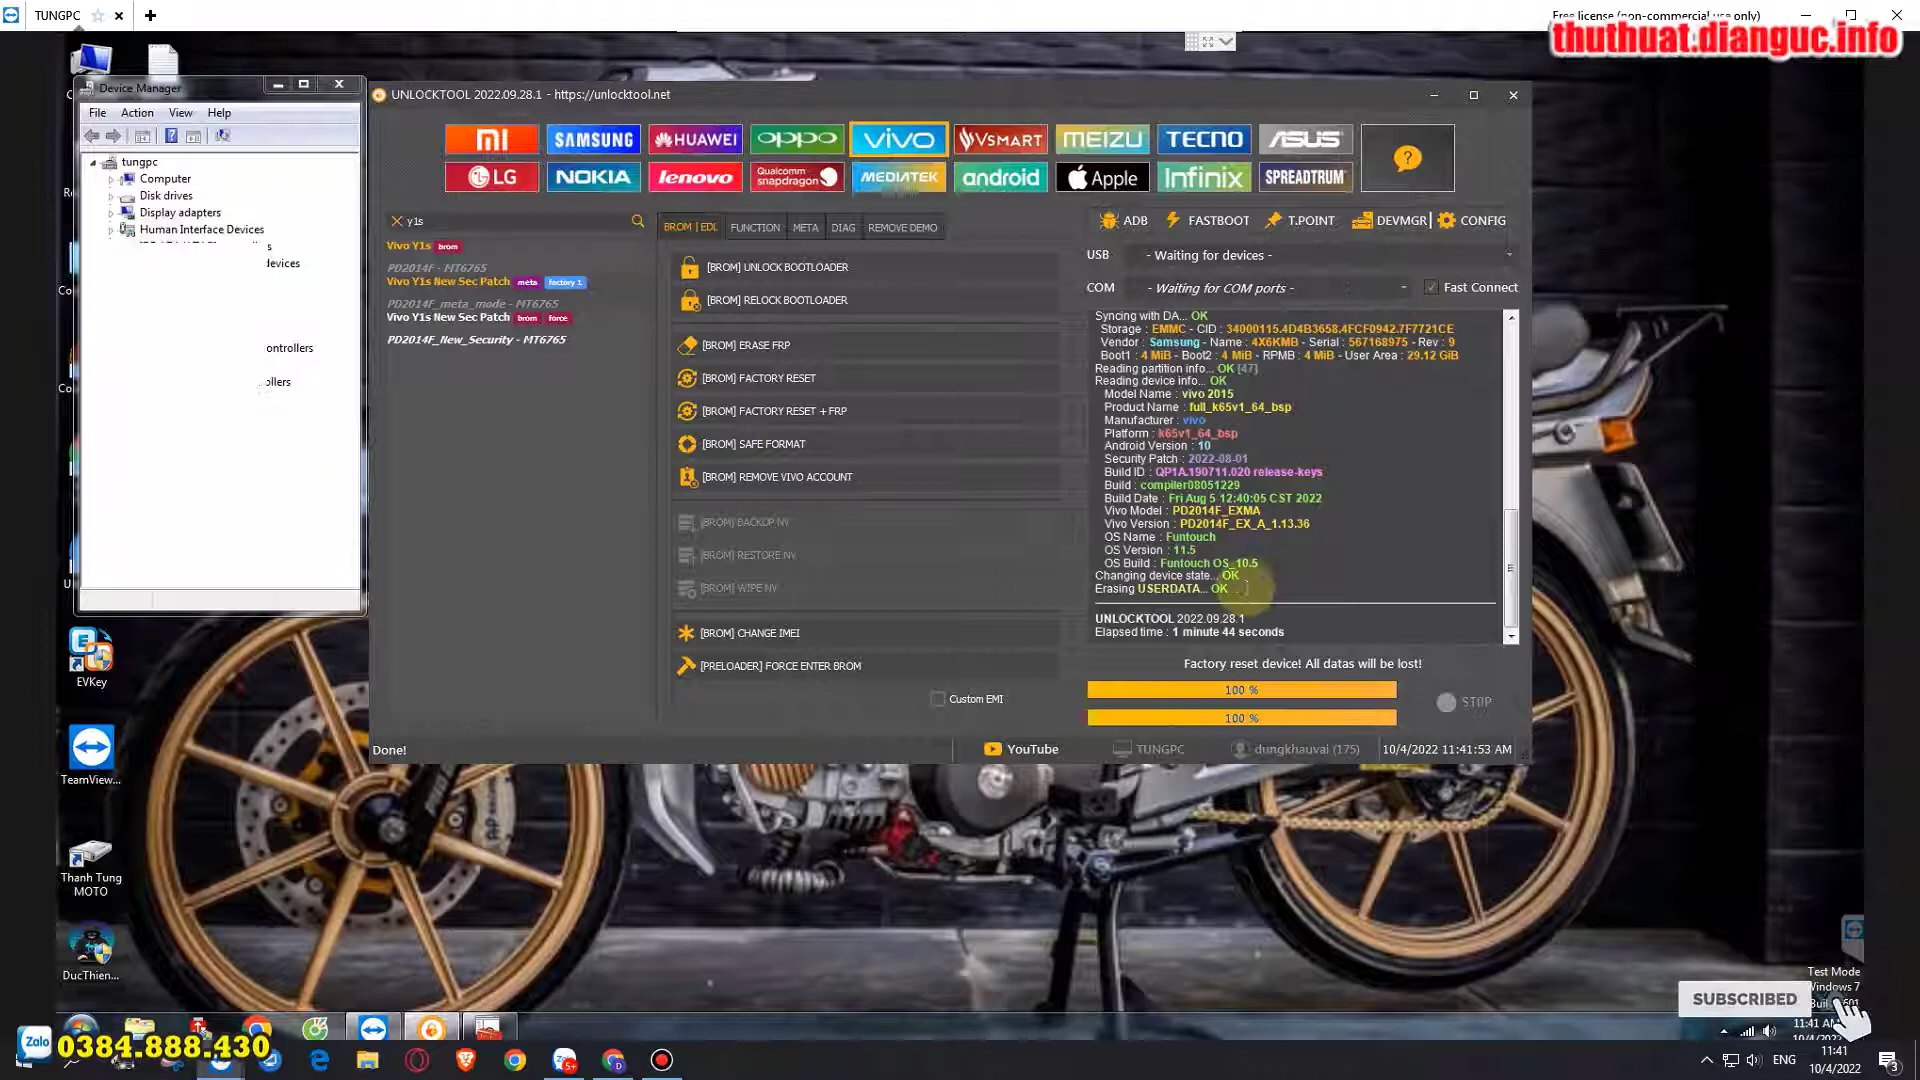 TUNGPC
Free license (non-commercial use only)
thuthuat.dianguc.info
Device Manager
File Action View Help
tungpc
Computer
Disk drives
Display adapters
Human Interface Devices
devices
ontrollers
ollers
UNLOCKTOOL 2022.09.28.1 - https://unlocktool.net
MI SAMSUNG HUAWEI OPPO VIVO VSMART MEIZU TECNO ASUS
LG NOKIA lenovo Qualcomm snapdragon MEDIATEK android Apple Infinix SPREADTRUM
?
y1s
Vivo Y1s brom
PD2014F - MT6765
Vivo Y1s New Sec Patch meta factory 1
PD2014F_meta_mode - MT6765
Vivo Y1s New Sec Patch brom force
PD2014F_New_Security - MT6765
BROM | EDL FUNCTION META DIAG REMOVE DEMO
[BROM] UNLOCK BOOTLOADER
[BROM] RELOCK BOOTLOADER
[BROM] ERASE FRP
[BROM] FACTORY RESET
[BROM] FACTORY RESET + FRP
[BROM] SAFE FORMAT
[BROM] REMOVE VIVO ACCOUNT
[BROM] BACKUP NV
[BROM] RESTORE NV
[BROM] WIPE NV
[BROM] CHANGE IMEI
[PRELOADER] FORCE ENTER BROM
Custom EMI
ADB FASTBOOT T.POINT DEVMGR CONFIG
USB - Waiting for devices -
COM - Waiting for COM ports - Fast Connect
Syncing with DA... OK
Storage : EMMC - CID : 34000115.4D4B3658.4FCF0942.7F7721CE
Vendor : Samsung - Name : 4X6KMB - Serial : 567168975 - Rev : 9
Boot1 : 4 MiB - Boot2 : 4 MiB - RPMB : 4 MiB - User Area : 29.12 GiB
Reading partition info... OK [47]
Reading device info... OK
Model Name : vivo 2015
Product Name : full_k65v1_64_bsp
Manufacturer : vivo
Platform : k65v1_64_bsp
Android Version : 10
Security Patch : 2022-08-01
Build ID : QP1A.190711.020 release-keys
Build : compiler08051229
Build Date : Fri Aug 5 12:40:05 CST 2022
Vivo Model : PD2014F_EXMA
Vivo Version : PD2014F_EX_A_1.13.36
OS Name : Funtouch
OS Version : 11.5
OS Build : Funtouch OS_10.5
Changing device state... OK
Erasing USERDATA... OK
UNLOCKTOOL 2022.09.28.1
Elapsed time : 1 minute 44 seconds
Factory reset device! All datas will be lost!
100 %
100 %
STOP
Done!
YouTube TUNGPC dungkhauvai (175) 10/4/2022 11:41:53 AM
EVKey
TeamView...
Thanh Tung
MOTO
DucThien...
Test Mode
Windows 7
SUBSCRIBED
11:41 AM
Zalo
0384.888.430
ENG
11:41
10/4/2022